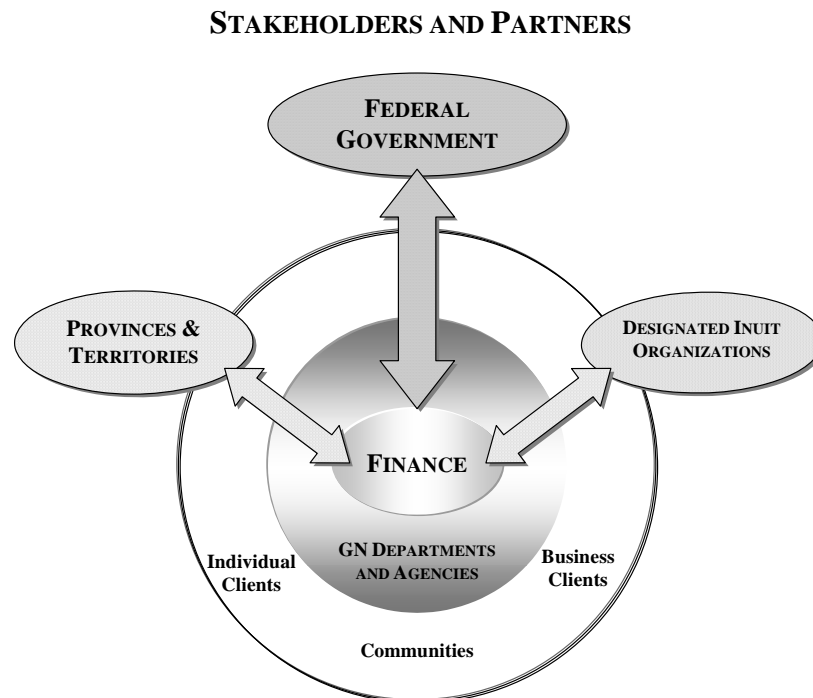 STAKEHOLDERS AND PARTNERS
FEDERAL
GOVERNMENT
PROVINCES &
TERRITORIES
DESIGNATED INUIT
ORGANIZATIONS
FINANCE
GN DEPARTMENTS
AND AGENCIES
Individual
Clients
Business
Clients
Communities